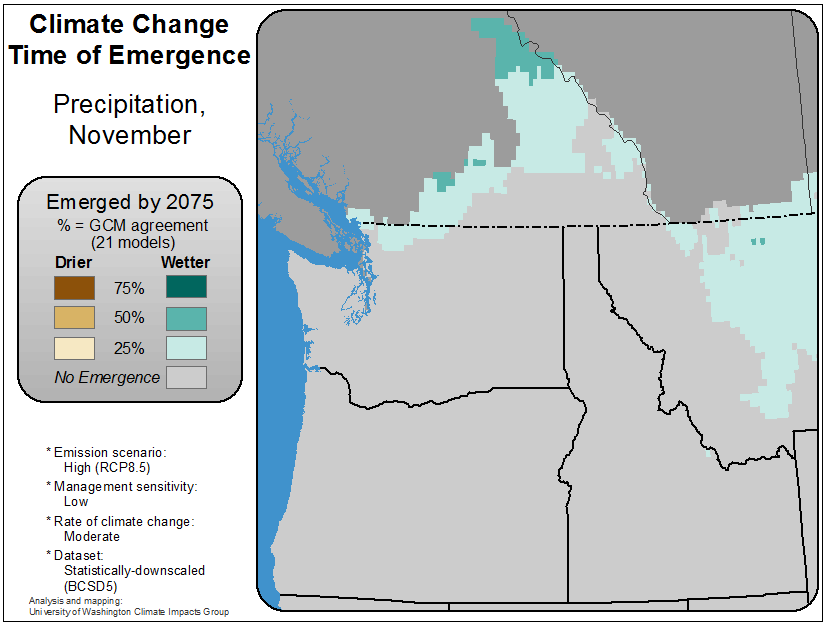 Climate Change
Time of Emergence
Precipitation,
November
Emerged by 2075
% = GCM agreement
(21 models)
Drier Wetter
75%
50%
25%
No Emergence
* Emission scenario:
High (RCP8.5)
* Management sensitivity:
Low
* Rate of climate change:
Moderate
* Dataset:
Statistically-downscaled
(BCSD5)
Analysis and mapping:
University of Washington Climate Impacts Group